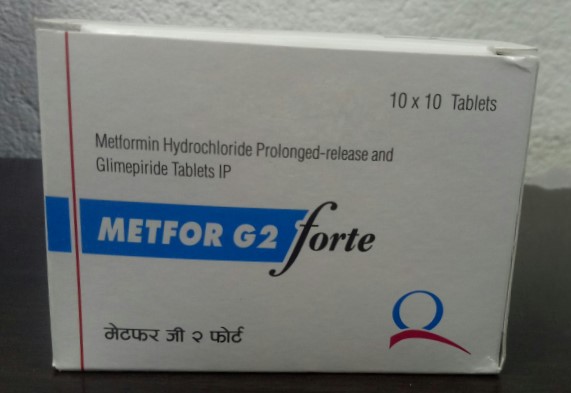 10 x 10 Tablets
Metformin Hydrochloride Prolonged-release and
Glimepiride Tablets IP
METFOR G2 forte
मेटफर जी २ फोर्ट